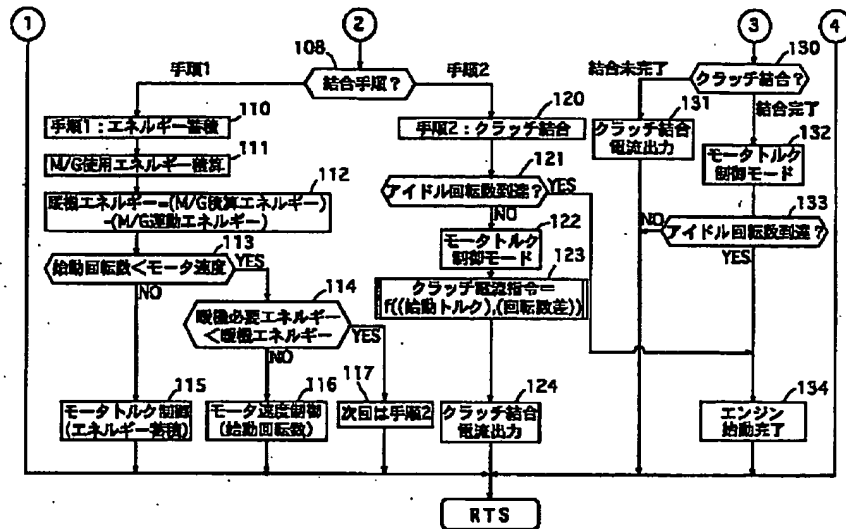 1
2
3
4
108
結合手順?
手順1
手順2
110
手順1:エネルギー蓄積
111
M/G使用エネルギー積算
112
暖機エネルギー=(M/G積算エネルギー)
-(M/G運動エネルギー)
113
始動回転数<モータ速度
YES
NO
114
暖機必要エネルギー
<暖機エネルギー
YES
NO
115
モータトルク制御
(エネルギー蓄積)
116
モータ速度制御
(始動回転数)
117
次回は手順2
120
手順2:クラッチ結合
121
アイドル回転数到達?
YES
NO
122
モータトルク
制御モード
123
クラッチ電流指令=
f((始動トルク),(回転数差))
124
クラッチ結合
電流出力
130
クラッチ結合?
結合未完了
結合完了
131
クラッチ結合
電流出力
132
モータトルク
制御モード
133
アイドル回転数到達?
NO
YES
134
エンジン
始動完了
RTS